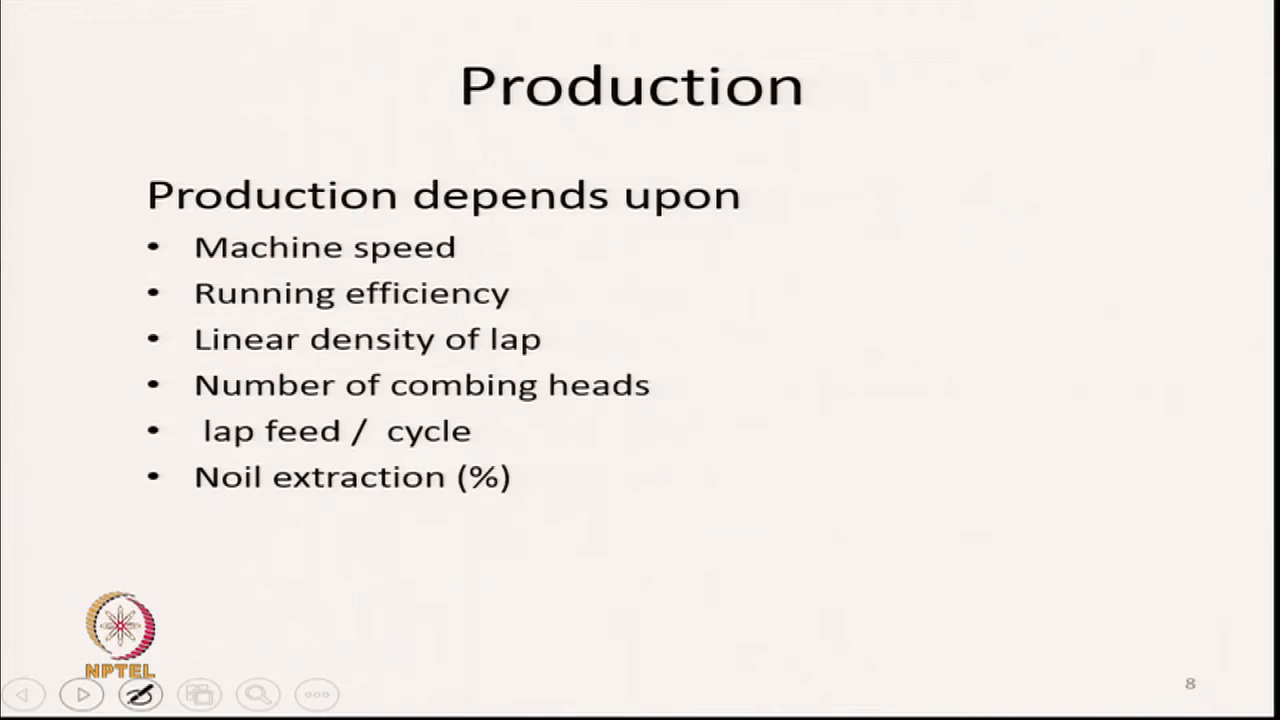 Production
Production depends upon
• Machine speed
• Running efficiency
• Linear density of lap
• Number of combing heads
• lap feed / cycle
• Noil extraction (%)
NPTEL
8